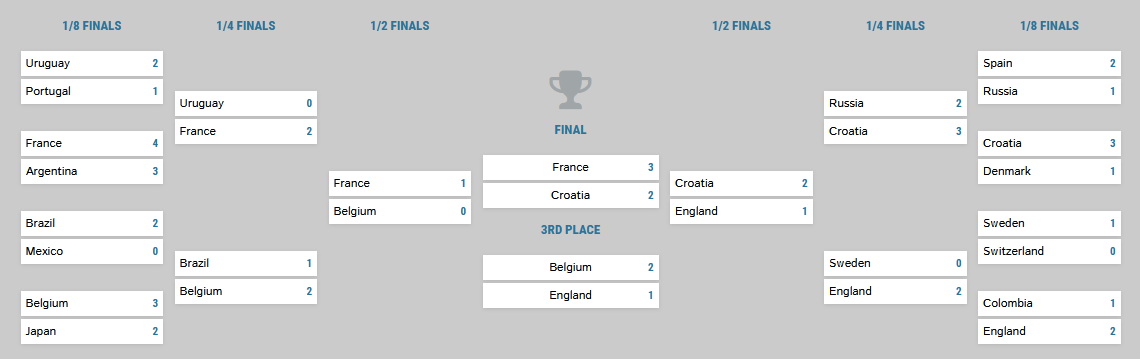 1/8 FINALS
1/4 FINALS
1/2 FINALS
1/2 FINALS
1/4 FINALS
1/8 FINALS
Uruguay 2
Portugal 1
France 4
Argentina 3
Brazil 2
Mexico 0
Belgium 3
Japan 2
Uruguay 0
France 2
Brazil 1
Belgium 2
France 1
Belgium 0
FINAL
France 3
Croatia 2
3RD PLACE
Belgium 2
England 1
Croatia 2
England 1
Russia 2
Croatia 3
Sweden 0
England 2
Spain 2
Russia 1
Croatia 3
Denmark 1
Sweden 1
Switzerland 0
Colombia 1
England 2